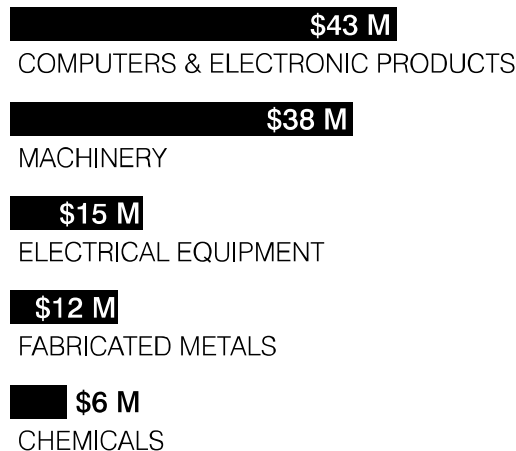 $43 M
COMPUTERS & ELECTRONIC PRODUCTS
$38 M
MACHINERY
$15 M
ELECTRICAL EQUIPMENT
$12 M
FABRICATED METALS
$6 M
CHEMICALS